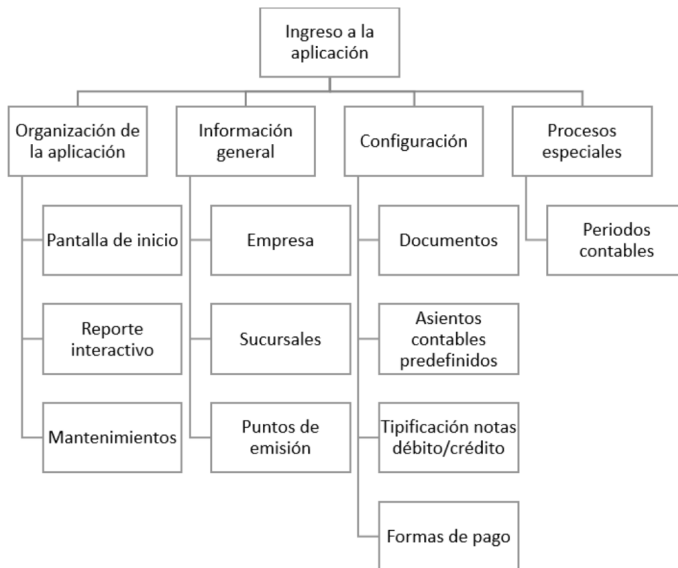 Ingreso a la
aplicación
Organización de
la aplicación
Información
general
Configuración
Procesos
especiales
Pantalla de inicio
Empresa
Documentos
Periodos
contables
Reporte
interactivo
Sucursales
Asientos
contables
predefinidos
Mantenimientos
Puntos de
emisión
Tipificación notas
débito/crédito
Formas de pago